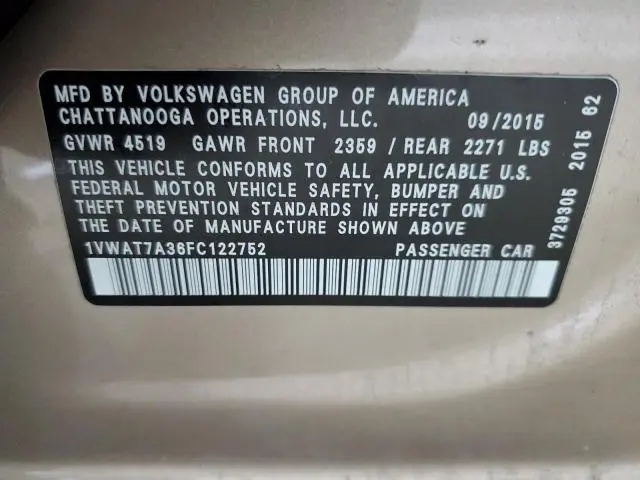 MFD BY VOLKSWAGEN GROUP OF AMERICA
CHATTANOOGA OPERATIONS, LLC. 09/2015
GVWR 4519 GAWR FRONT 2359 / REAR 2271 LBS
THIS VEHICLE CONFORMS TO ALL APPLICABLE U.S.
FEDERAL MOTOR VEHICLE SAFETY, BUMPER AND
THEFT PREVENTION STANDARDS IN EFFECT ON
THE DATE OF MANUFACTURE SHOWN ABOVE
1VWAT7A36FC122752 PASSENGER CAR
3729305 2015 62